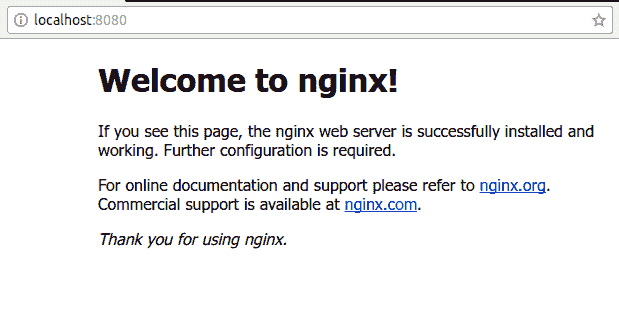 localhost:8080
Welcome to nginx!
If you see this page, the nginx web server is successfully installed and
working. Further configuration is required.
For online documentation and support please refer to nginx.org.
Commercial support is available at nginx.com.
Thank you for using nginx.